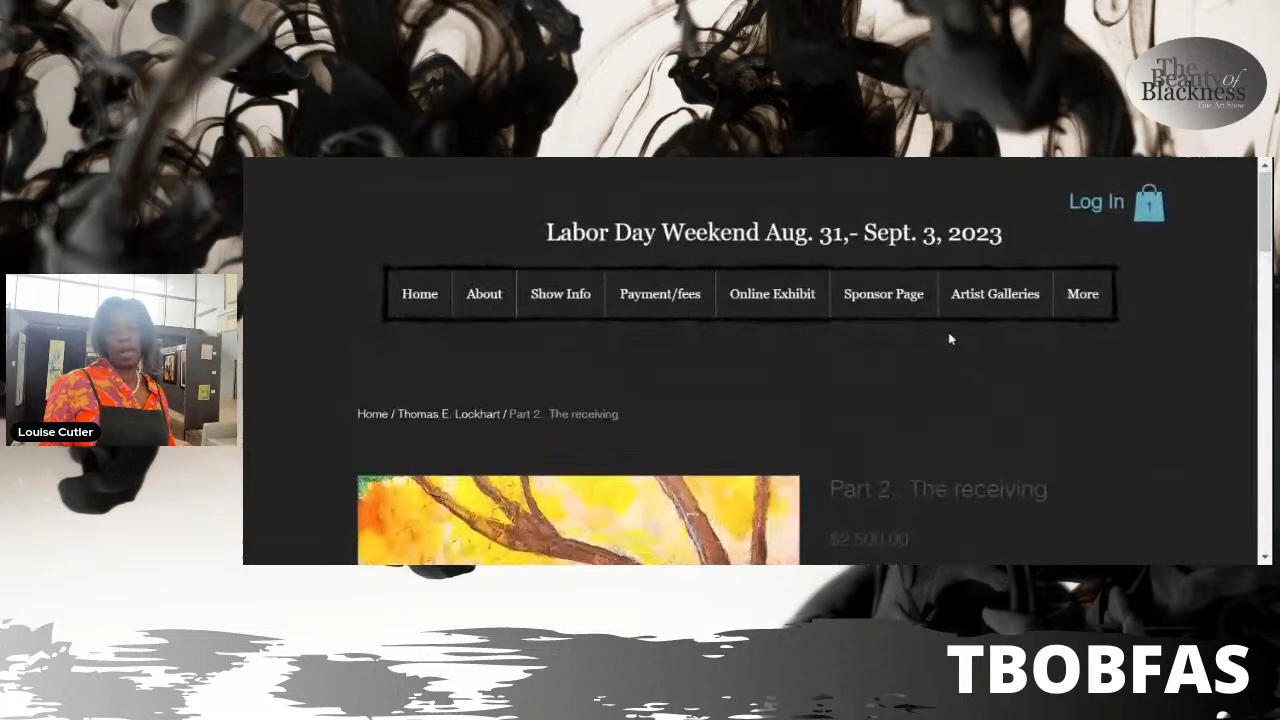 The
Beauty of
Blackness
Fine Art Show
Log In
1
Labor Day Weekend Aug. 31,- Sept. 3, 2023
Home
About
Show Info
Payment/fees
Online Exhibit
Sponsor Page
Artist Galleries
More
Home / Thomas E. Lockhart / Part 2. The receiving
Part 2. The receiving
$2,500.00
Louise Cutler
TBOBFAS